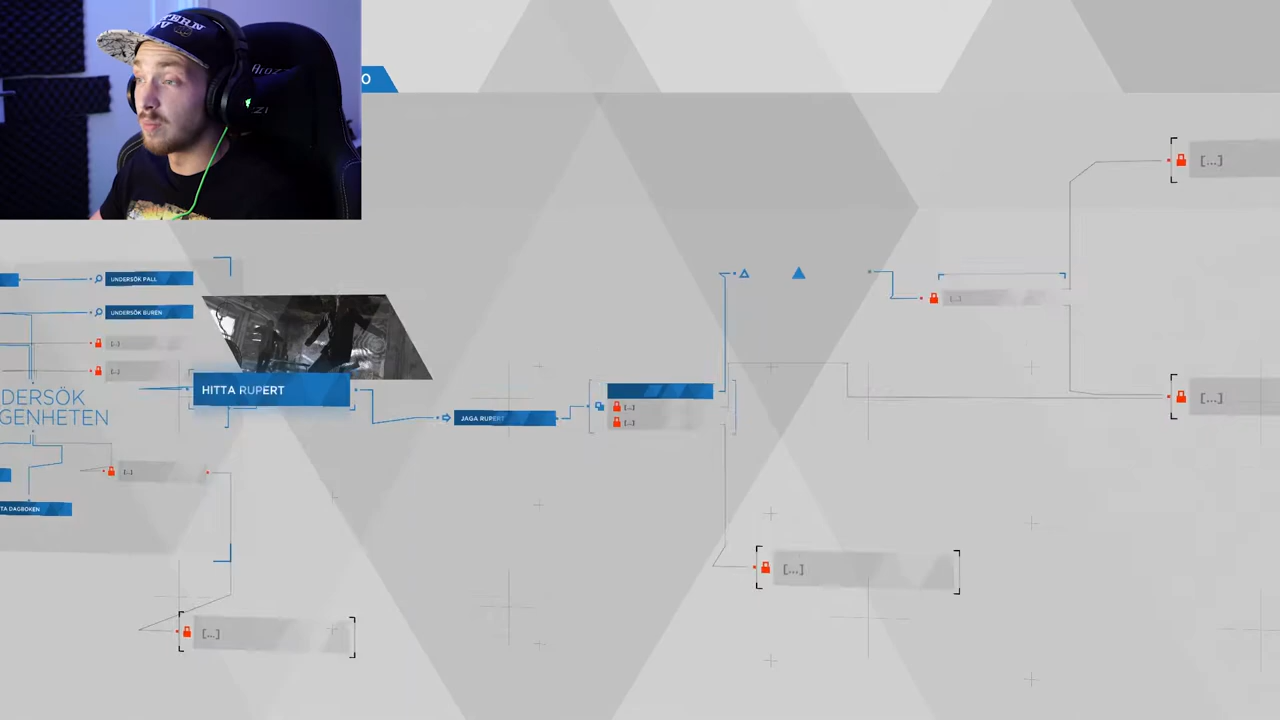 O
UNDERSÖK PALL
UNDERSÖK BUREN
[...]
[...]
DERSÖK
GENHETEN
HITTA RUPERT
JAGA RUPERT
[...]
[...]
[...]
[...]
[...]
[...]
TA DAGBOKEN
[...]
[...]